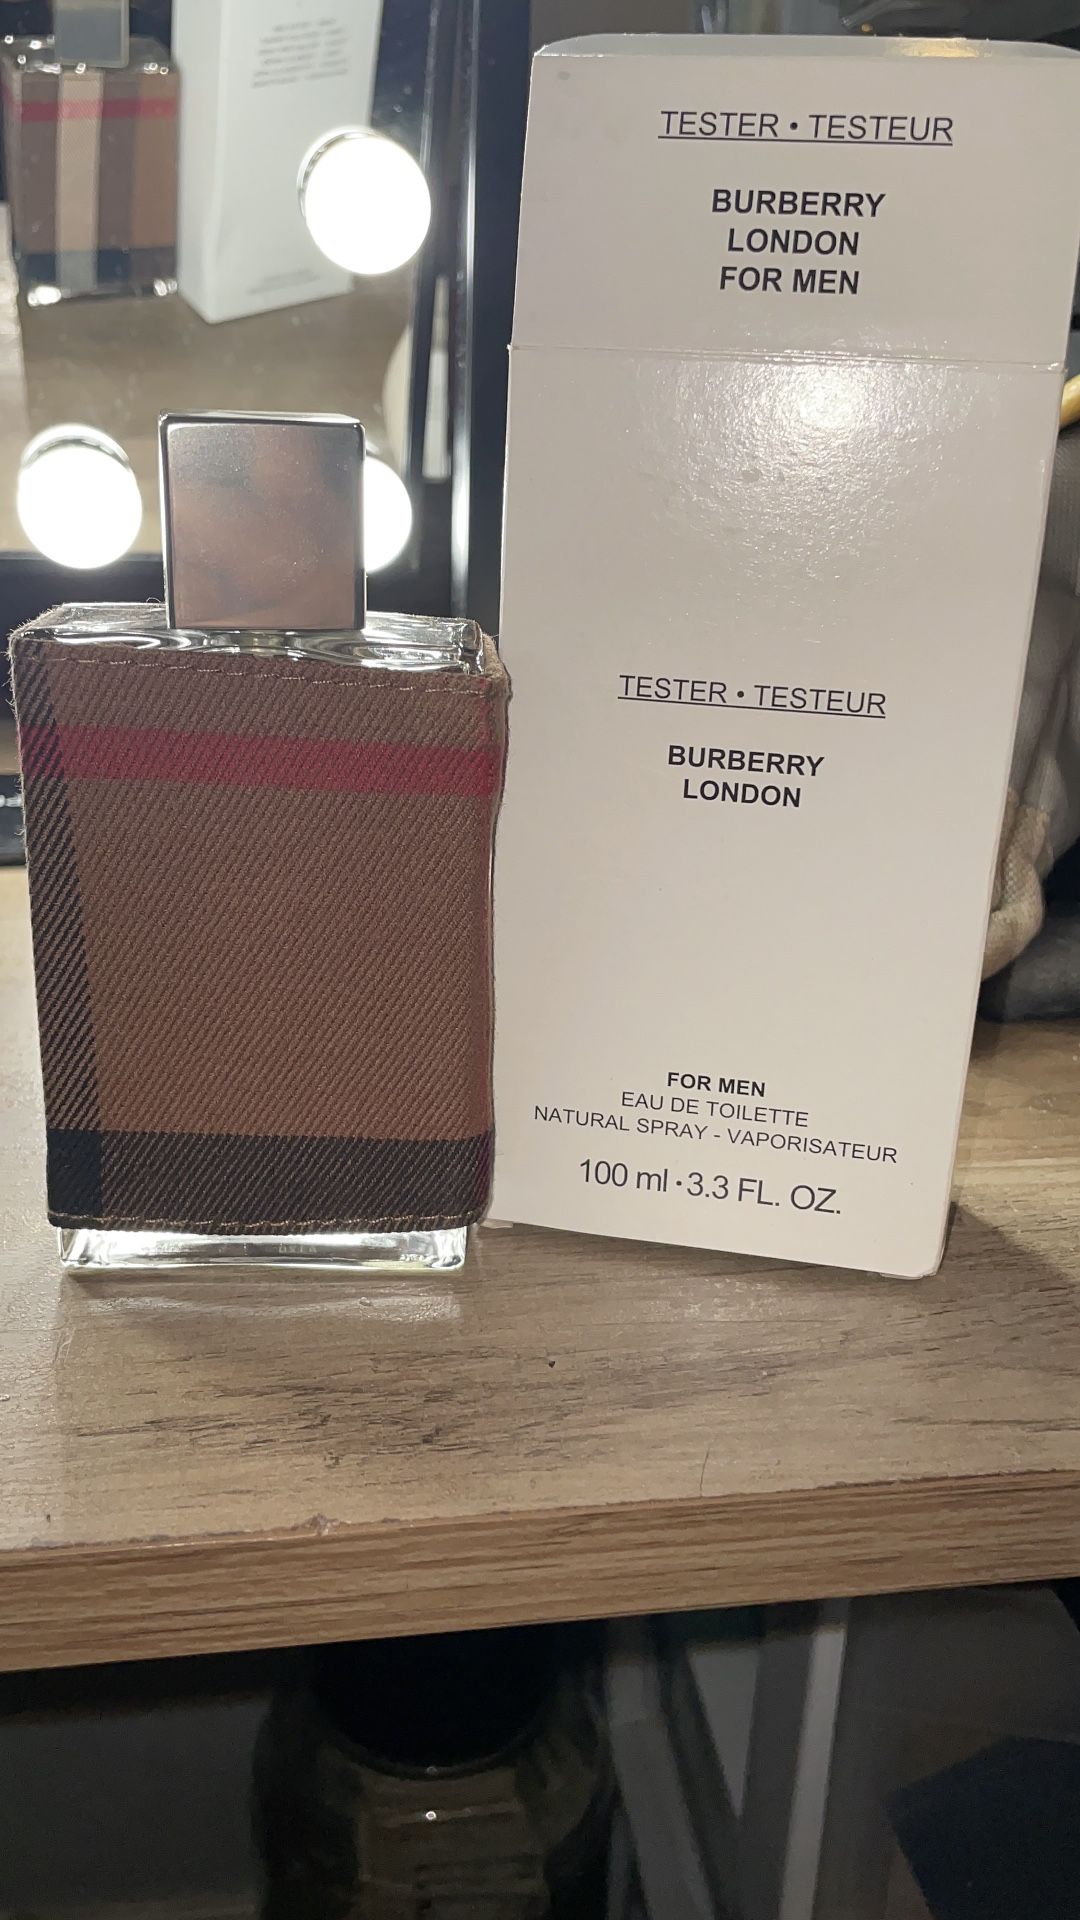 TESTER • TESTEUR
BURBERRY
LONDON
FOR MEN
TESTER • TESTEUR
BURBERRY
LONDON
FOR MEN
EAU DE TOILETTE
NATURAL SPRAY - VAPORISATEUR
100 ml • 3.3 FL. OZ.